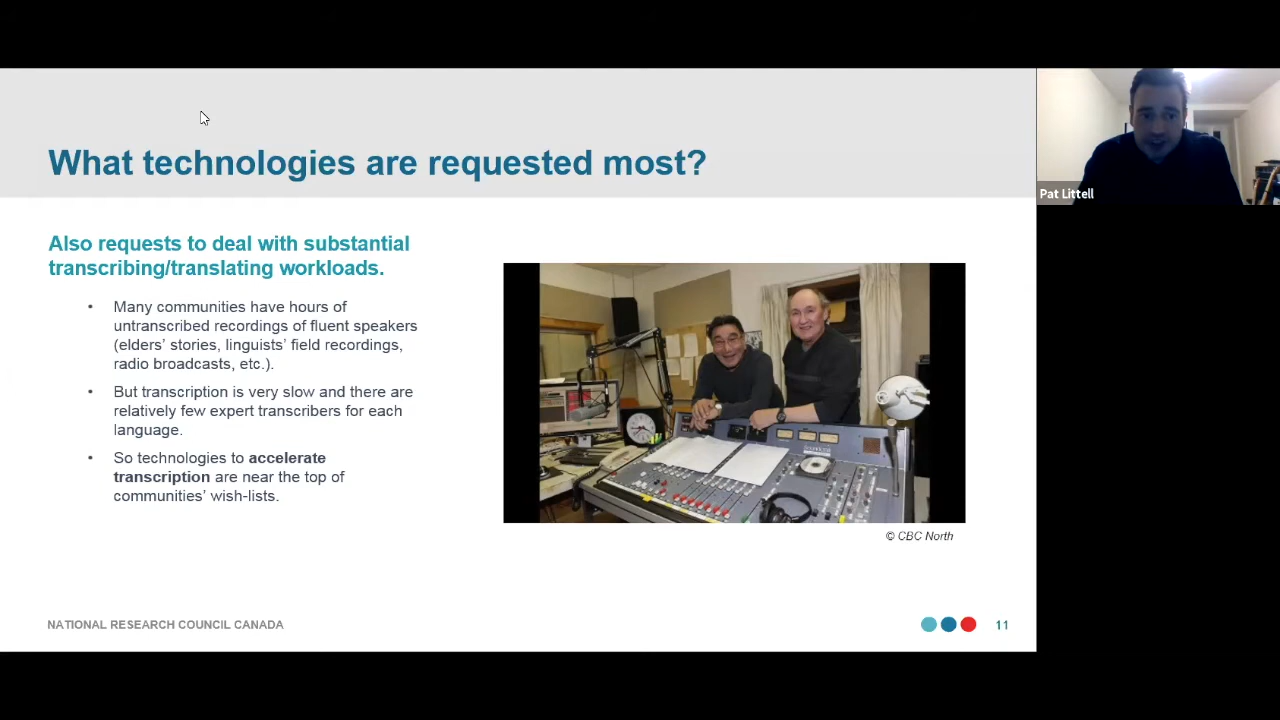 What technologies are requested most?
Pat Littell
Also requests to deal with substantial
transcribing/translating workloads.
• Many communities have hours of
untranscribed recordings of fluent speakers
(elders' stories, linguists' field recordings,
radio broadcasts, etc.).
• But transcription is very slow and there are
relatively few expert transcribers for each
language.
• So technologies to accelerate
transcription are near the top of
communities' wish-lists.
© CBC North
NATIONAL RESEARCH COUNCIL CANADA
11